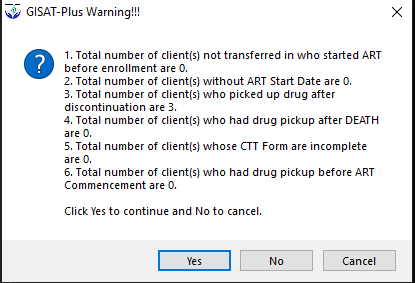 GISAT-Plus Warning!!!
1. Total number of client(s) not transferred in who started ART
before enrollment are 0.
2. Total number of client(s) without ART Start Date are 0.
3. Total number of client(s) who picked up drug after
discontinuation are 3.
4. Total number of client(s) who had drug pickup after DEATH
are 0.
5. Total number of client(s) whose CTT Form are incomplete
are 0.
6. Total number of client(s) who had drug pickup before ART
Commencement are 0.
Click Yes to continue and No to cancel.
Yes No Cancel